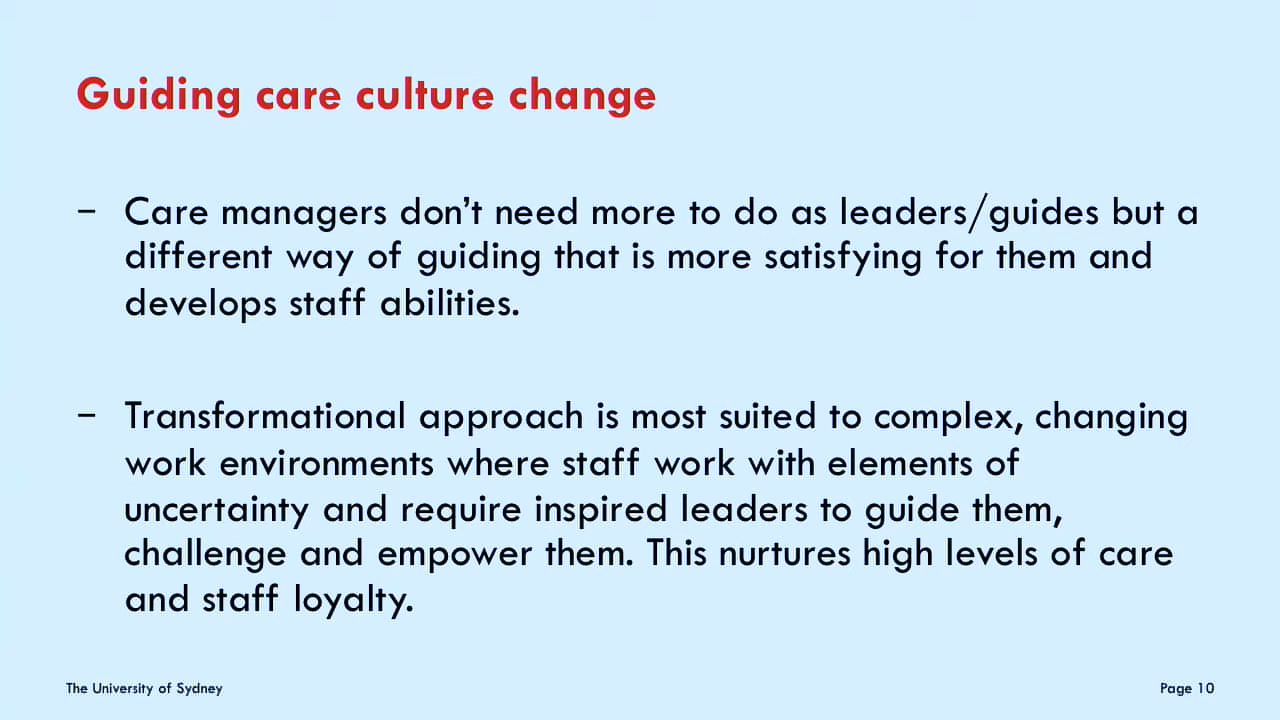 Guiding care culture change
– Care managers don’t need more to do as leaders/guides but a
different way of guiding that is more satisfying for them and
develops staff abilities.
– Transformational approach is most suited to complex, changing
work environments where staff work with elements of
uncertainty and require inspired leaders to guide them,
challenge and empower them. This nurtures high levels of care
and staff loyalty.
The University of Sydney
Page 10